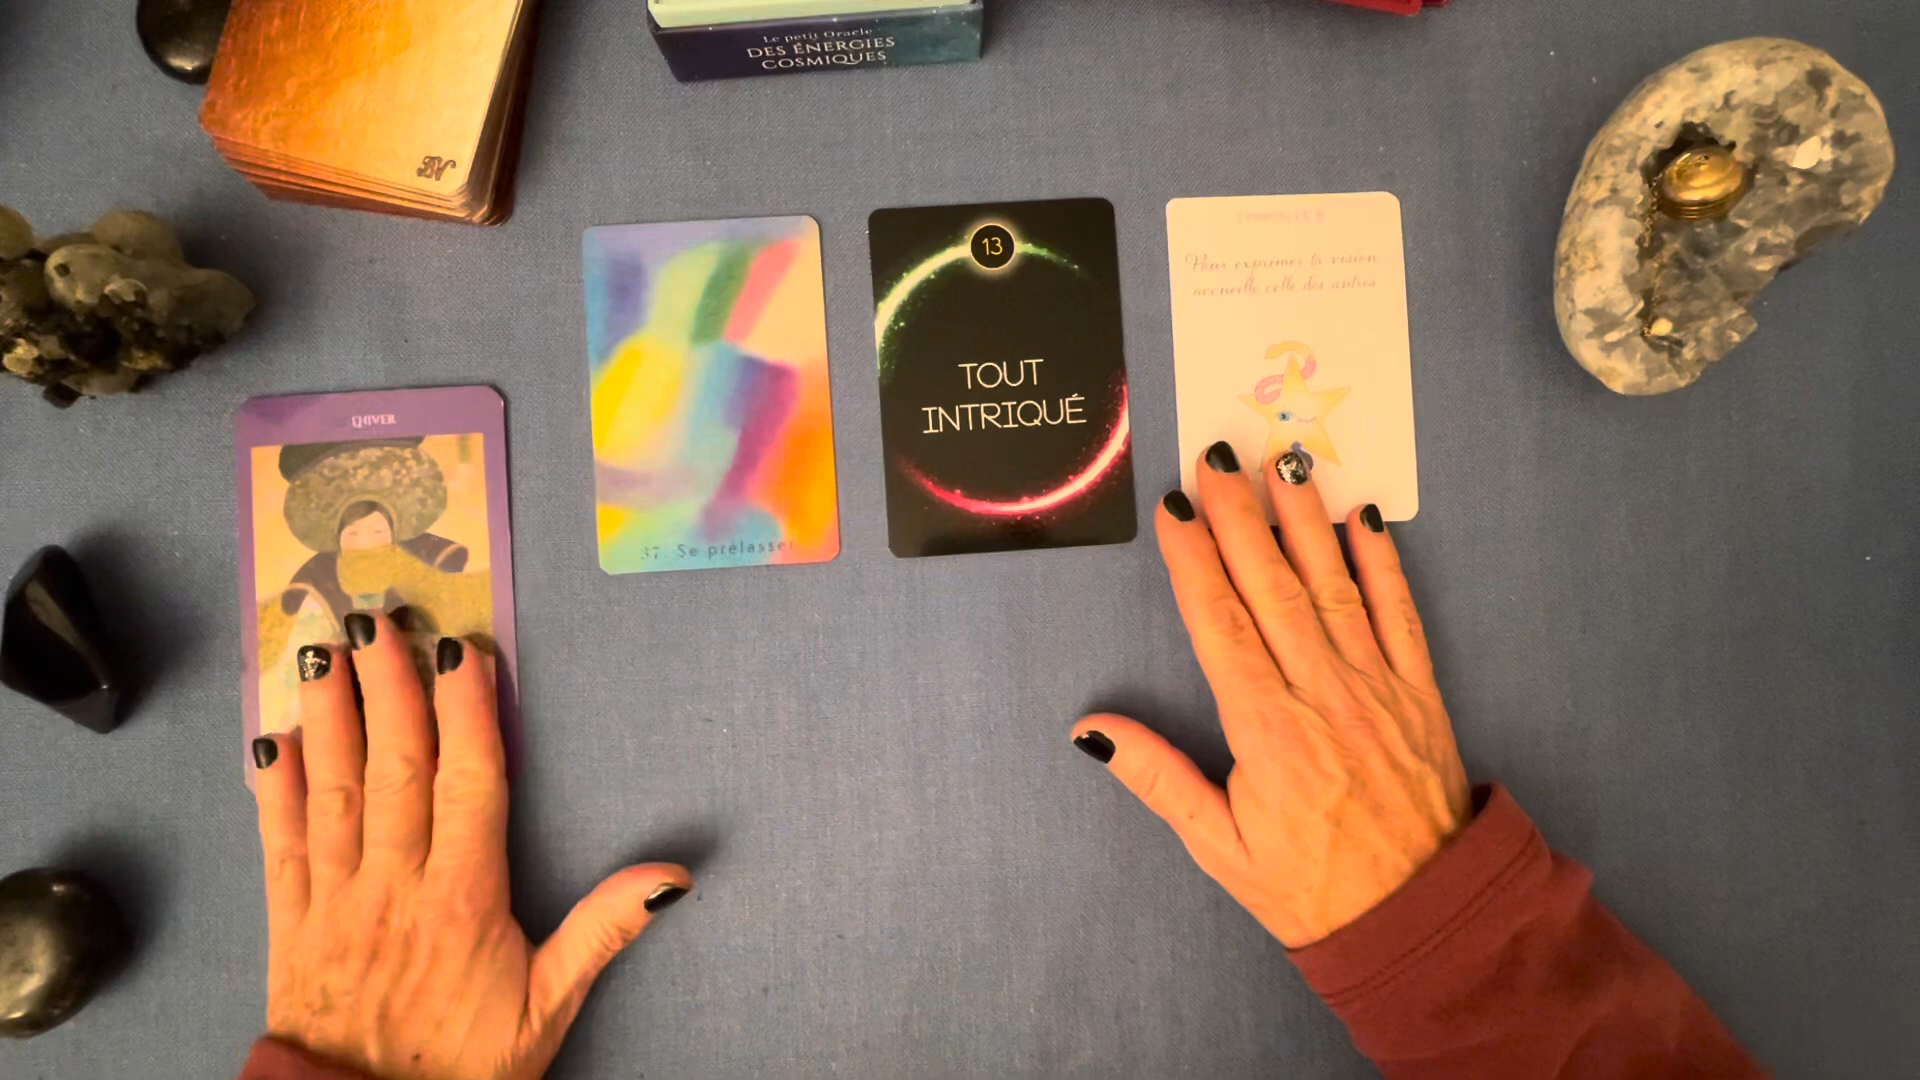 Le petit Oracle
DES ÉNERGIES
COSMIQUES
BV
L'HIVER
37. Se prélasser
13
TOUT
INTRIQUÉ
Pour exprimer ta vision,
accueille celle des autres